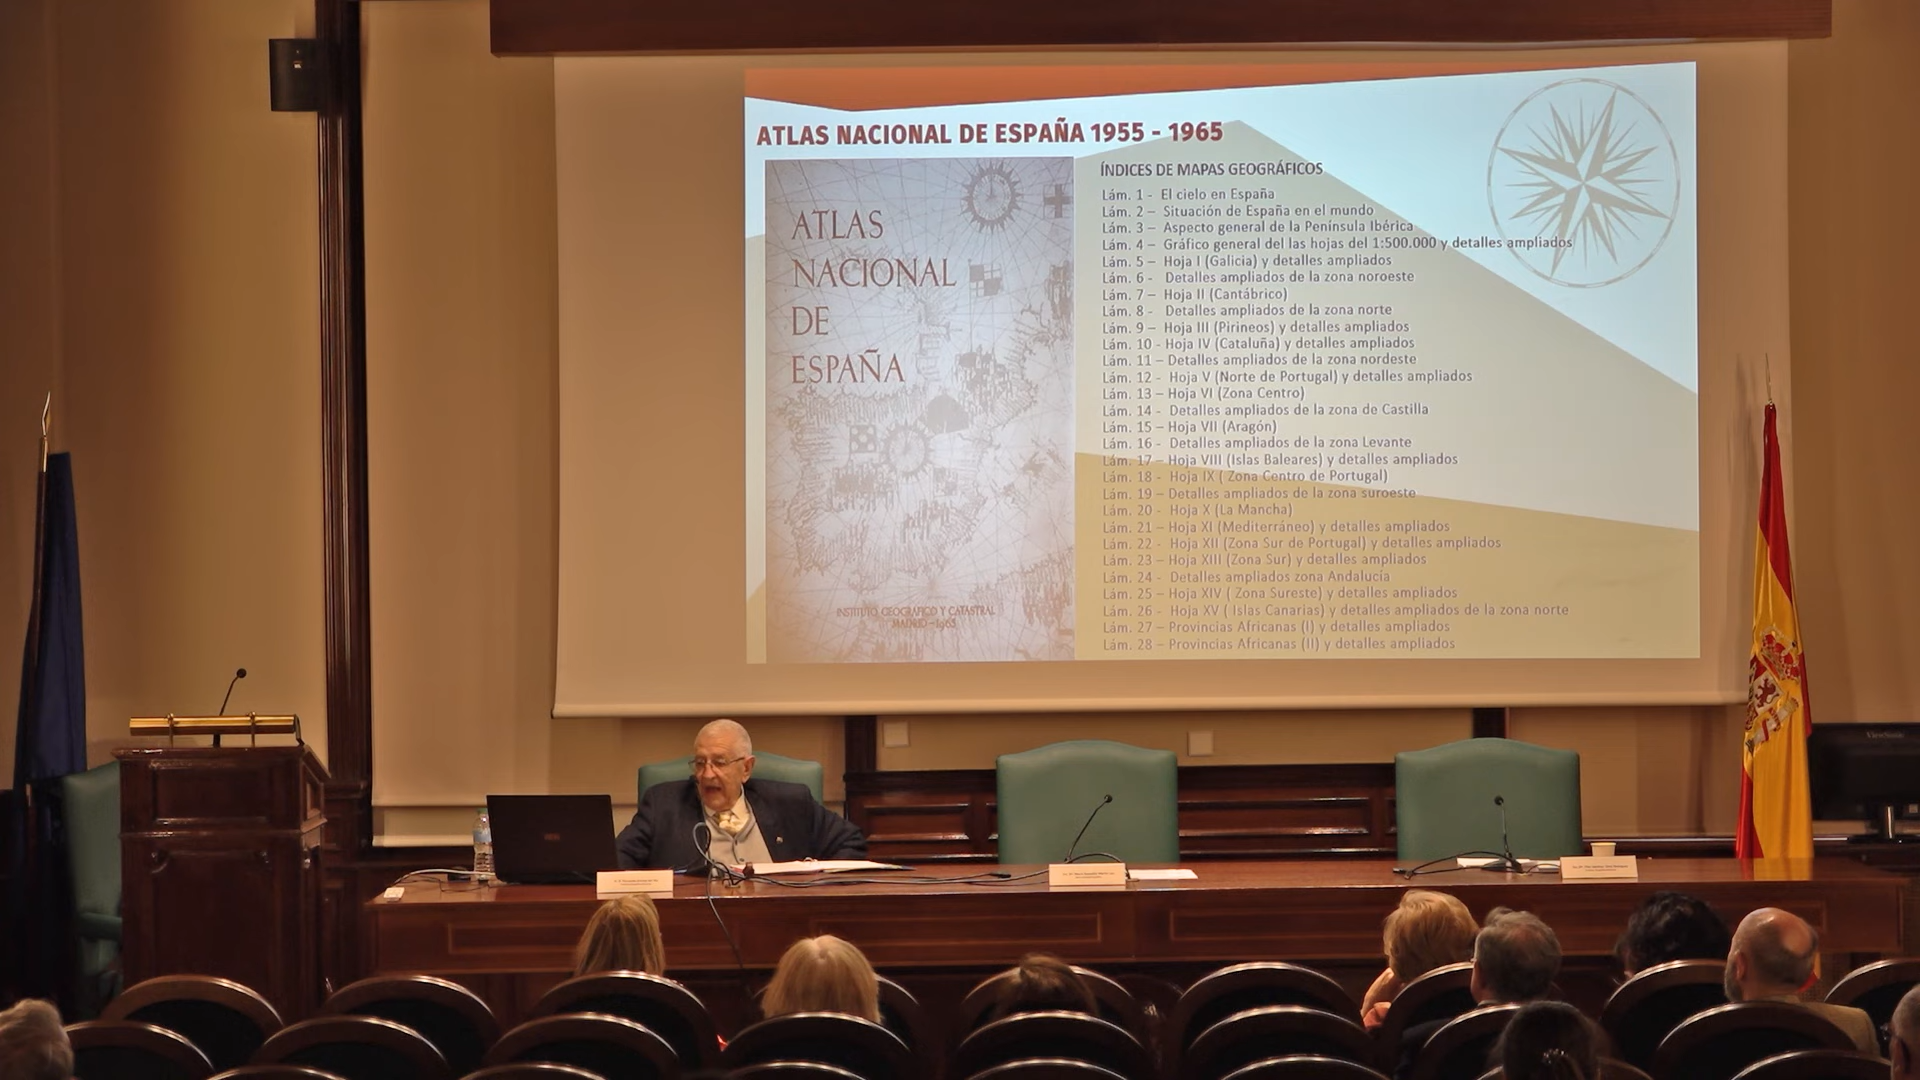 ATLAS NACIONAL DE ESPAÑA 1955 - 1965
ATLAS
NACIONAL
DE
ESPAÑA
INSTITUTO GEOGRÁFICO Y CATASTRAL
MADRID - 1965
ÍNDICES DE MAPAS GEOGRÁFICOS
Lám. 1 - El cielo en España
Lám. 2 – Situación de España en el mundo
Lám. 3 – Aspecto general de la Península Ibérica
Lám. 4 – Gráfico general del las hojas del 1:500.000 y detalles ampliados
Lám. 5 – Hoja I (Galicia) y detalles ampliados
Lám. 6 - Detalles ampliados de la zona noroeste
Lám. 7 – Hoja II (Cantábrico)
Lám. 8 - Detalles ampliados de la zona norte
Lám. 9 – Hoja III (Pirineos) y detalles ampliados
Lám. 10 - Hoja IV (Cataluña) y detalles ampliados
Lám. 11 – Detalles ampliados de la zona nordeste
Lám. 12 - Hoja V (Norte de Portugal) y detalles ampliados
Lám. 13 – Hoja VI (Zona Centro)
Lám. 14 - Detalles ampliados de la zona de Castilla
Lám. 15 – Hoja VII (Aragón)
Lám. 16 - Detalles ampliados de la zona Levante
Lám. 17 – Hoja VIII (Islas Baleares) y detalles ampliados
Lám. 18 - Hoja IX ( Zona Centro de Portugal)
Lám. 19 – Detalles ampliados de la zona suroeste
Lám. 20 - Hoja X (La Mancha)
Lám. 21 – Hoja XI (Mediterráneo) y detalles ampliados
Lám. 22 - Hoja XII (Zona Sur de Portugal) y detalles ampliados
Lám. 23 – Hoja XIII (Zona Sur) y detalles ampliados
Lám. 24 - Detalles ampliados zona Andalucía
Lám. 25 – Hoja XIV ( Zona Sureste) y detalles ampliados
Lám. 26 - Hoja XV ( Islas Canarias) y detalles ampliados de la zona norte
Lám. 27 – Provincias Africanas (I) y detalles ampliados
Lám. 28 – Provincias Africanas (II) y detalles ampliados
ViewSonic